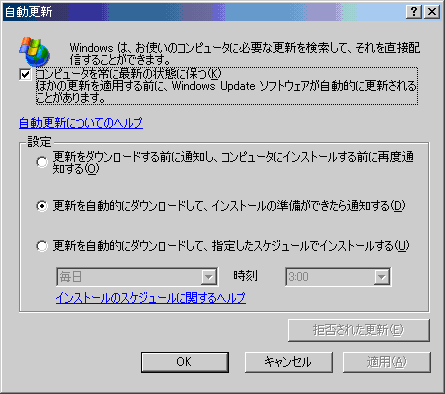 自動更新
Windows は、お使いのコンピュータに必要な更新を検索して、それを直接配
信することができます。
コンピュータを常に最新の状態に保つ(K)
ほかの更新を適用する前に、Windows Update ソフトウェアが自動的に更新される
ことがあります。
自動更新についてのヘルプ
設定
更新をダウンロードする前に通知し、コンピュータにインストールする前に再度通
知する(O)
更新を自動的にダウンロードして、インストールの準備ができたら通知する(D)
更新を自動的にダウンロードして、指定したスケジュールでインストールする(U)
毎日 時刻 3:00
インストールのスケジュールに関するヘルプ
拒否された更新(E)
OK キャンセル 適用(A)